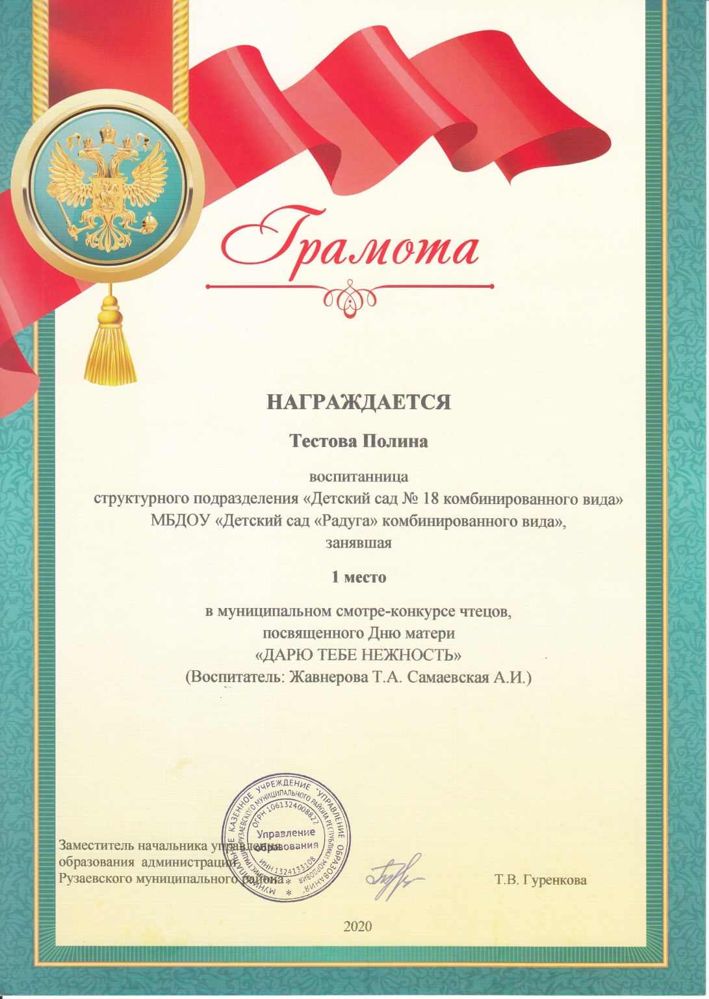 Грамота
НАГРАЖДАЕТСЯ
Тестова Полина
воспитанница
структурного подразделения «Детский сад № 18 комбинированного вида»
МБДОУ «Детский сад «Радуга» комбинированного вида»,
занявшая
1 место
в муниципальном смотре-конкурсе чтецов,
посвященного Дню матери
«ДАРЮ ТЕБЕ НЕЖНОСТЬ»
(Воспитатель: Жавнерова Т.А. Самаевская А.И.)
Заместитель начальника управления
образования администрации
Рузаевского муниципального района
Т.В. Гуренкова
МУНИЦИПАЛЬНОЕ КАЗЕННОЕ УЧРЕЖДЕНИЕ "УПРАВЛЕНИЕ ОБРАЗОВАНИЯ"
АДМИНИСТРАЦИИ РУЗАЕВСКОГО МУНИЦИПАЛЬНОГО РАЙОНА РЕСПУБЛИКИ МОРДОВИЯ
ОГРН 1061324008822
Управление
образования
ИНН 1324133108
2020